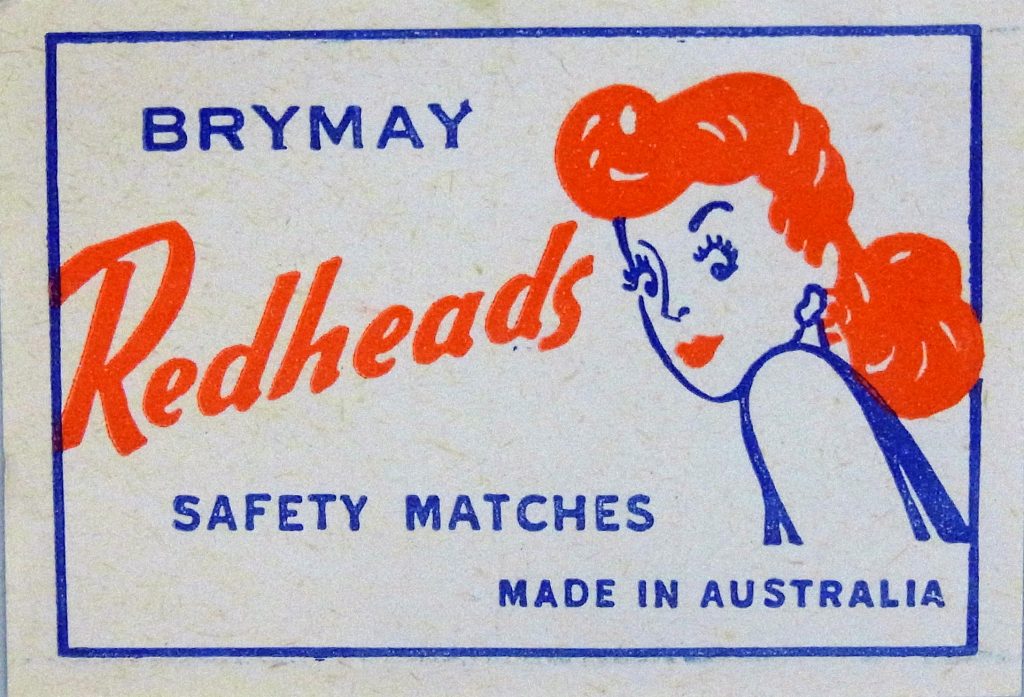 BRYMAY
Redheads
SAFETY MATCHES
MADE IN AUSTRALIA